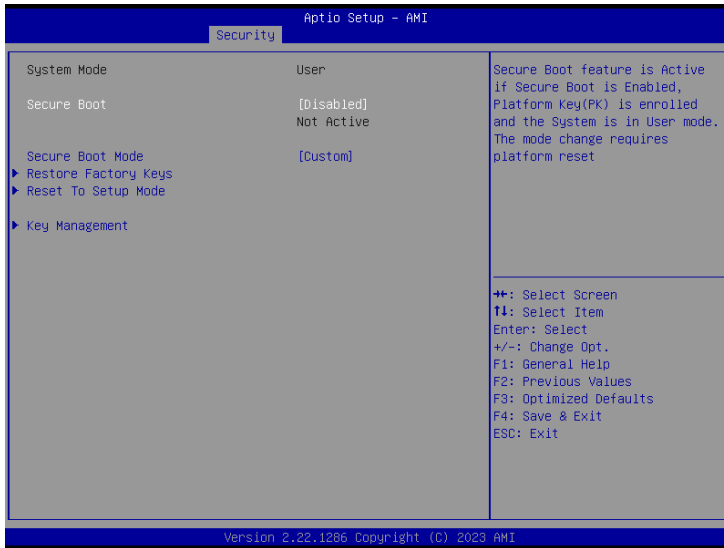 Aptio Setup – AMI
Security
System Mode User
Secure Boot [Disabled]
Not Active
Secure Boot Mode [Custom]
Restore Factory Keys
Reset To Setup Mode
Key Management
Secure Boot feature is Active
if Secure Boot is Enabled,
Platform Key(PK) is enrolled
and the System is in User mode.
The mode change requires
platform reset
→←: Select Screen
↑↓: Select Item
Enter: Select
+/-: Change Opt.
F1: General Help
F2: Previous Values
F3: Optimized Defaults
F4: Save & Exit
ESC: Exit
Version 2.22.1286 Copyright (C) 2023 AMI